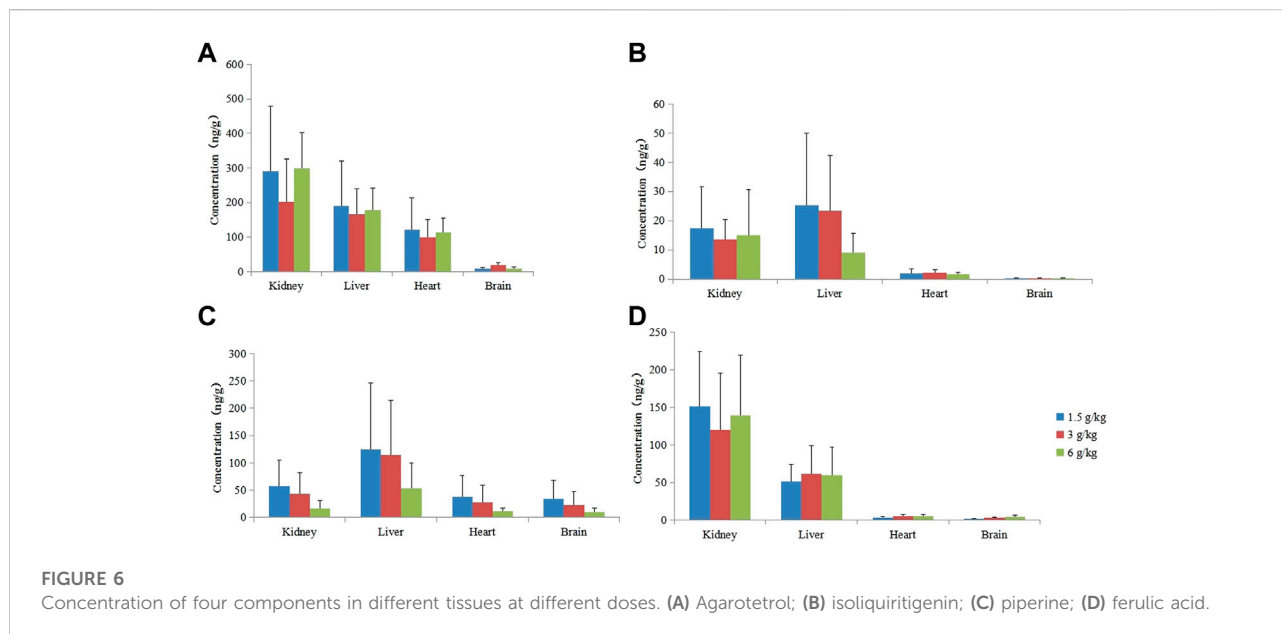 A
Concentration (ng/g)
600
500
400
300
200
100
0
Kidney Liver Heart Brain
B
Concentration (ng/g)
60
50
40
30
20
10
0
Kidney Liver Heart Brain
C
Concentration (ng/g)
300
250
200
150
100
50
0
Kidney Liver Heart Brain
D
Concentration (ng/g)
250
200
150
100
50
0
Kidney Liver Heart Brain
1.5 g/kg
3 g/kg
6 g/kg
FIGURE 6
Concentration of four components in different tissues at different doses. (A) Agarotetrol; (B) isoliquiritigenin; (C) piperine; (D) ferulic acid.